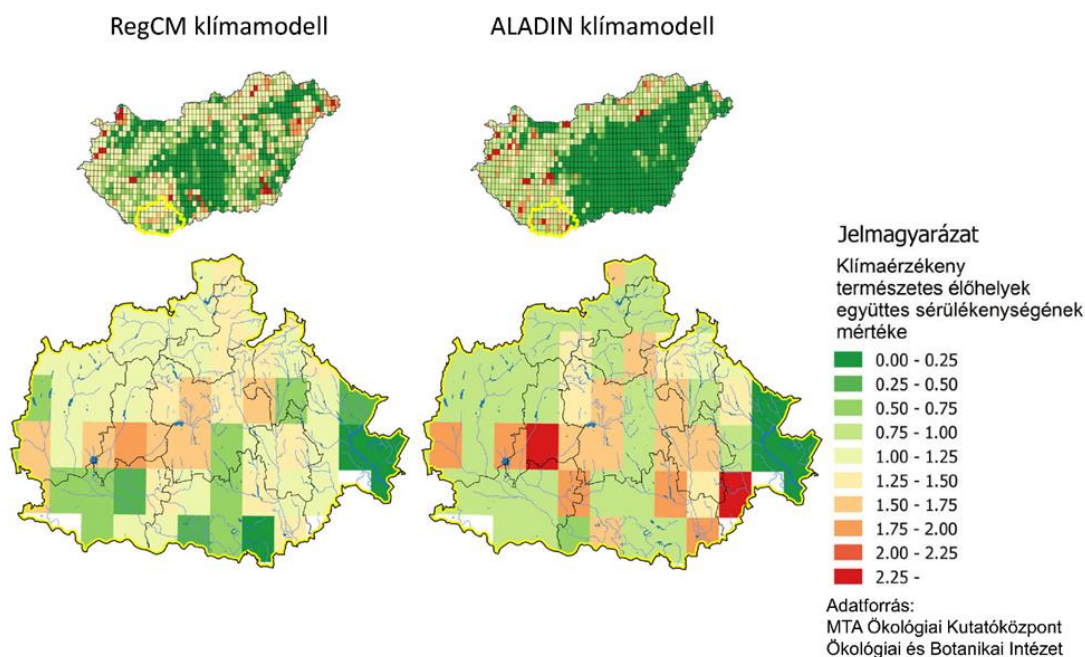 RegCM klímamodell
ALADIN klímamodell
Jelmagyarázat
Klímaérzékeny
természetes élőhelyek
együttes sérülékenységének
mértéke
0.00 - 0.25
0.25 - 0.50
0.50 - 0.75
0.75 - 1.00
1.00 - 1.25
1.25 - 1.50
1.50 - 1.75
1.75 - 2.00
2.00 - 2.25
2.25 -
Adatforrás:
MTA Ökológiai Kutatóközpont
Ökológiai és Botanikai Intézet